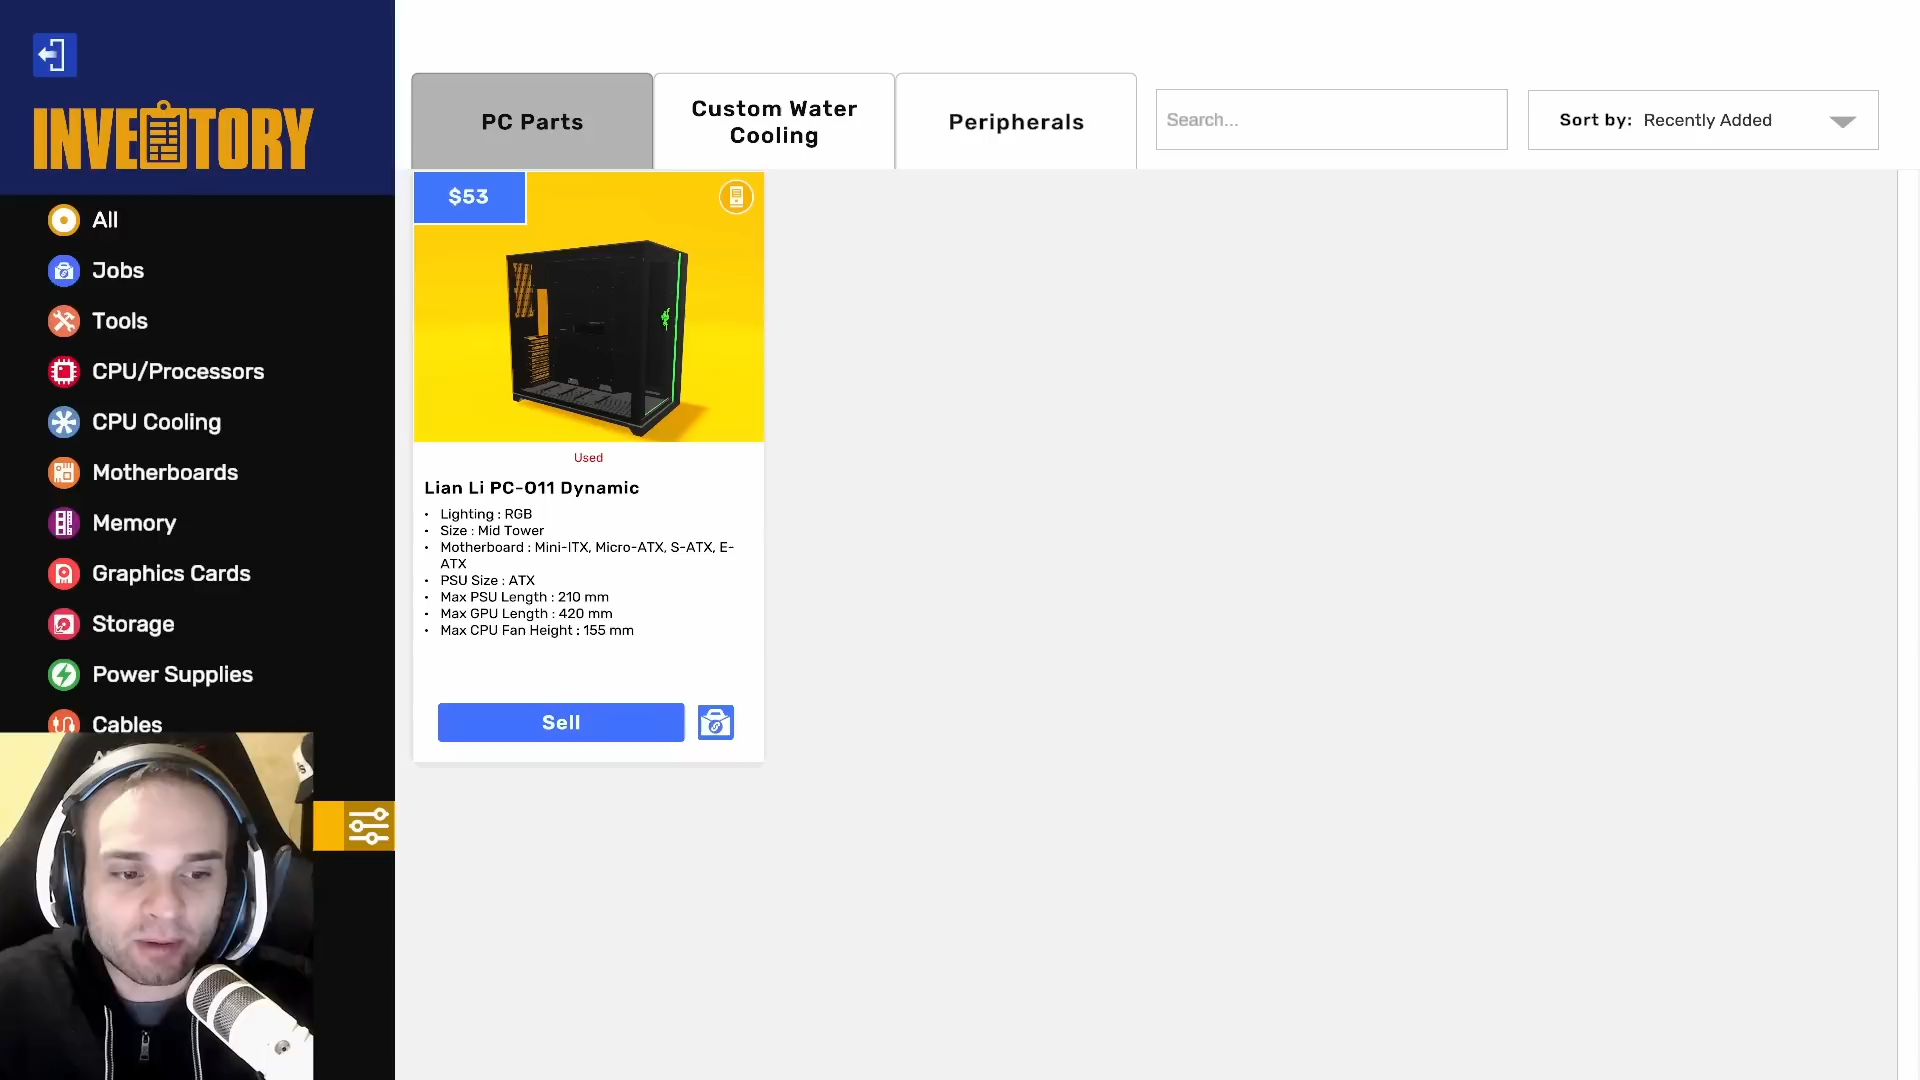 INVENTORY
All
Jobs
Tools
CPU/Processors
CPU Cooling
Motherboards
Memory
Graphics Cards
Storage
Power Supplies
Cables
PC Parts
Custom Water
Cooling
Peripherals
Search...
Sort by: Recently Added
$53
Used
Lian Li PC-O11 Dynamic
• Lighting : RGB
• Size : Mid Tower
• Motherboard : Mini-ITX, Micro-ATX, S-ATX, E-
ATX
• PSU Size : ATX
• Max PSU Length : 210 mm
• Max GPU Length : 420 mm
• Max CPU Fan Height : 155 mm
Sell